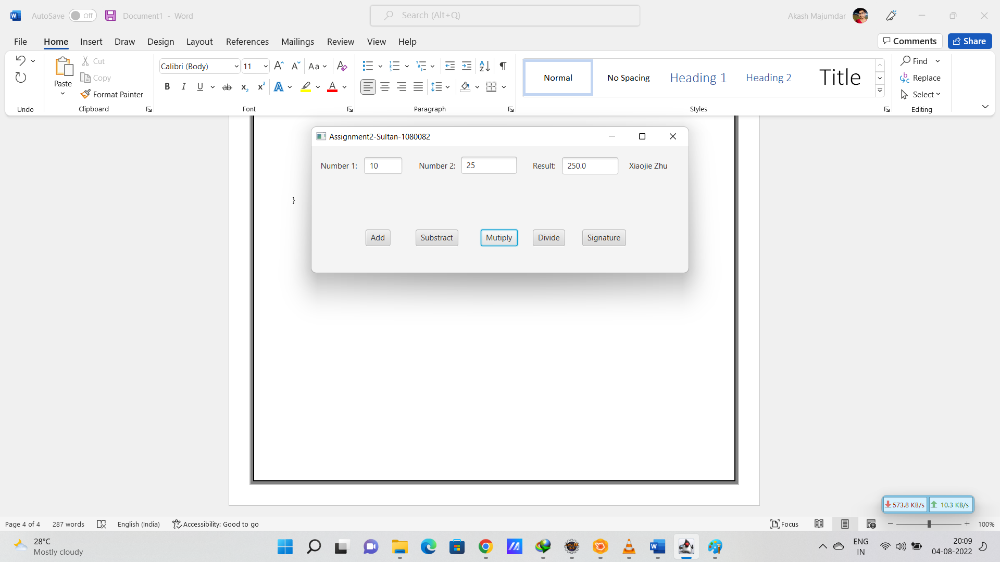 AutoSave Off Document1 - Word Search (Alt+Q) Akash Majumdar
File Home Insert Draw Design Layout References Mailings Review View Help Comments Share
Paste Cut Copy Format Painter
Calibri (Body) 11
Normal No Spacing Heading 1 Heading 2 Title
Find Replace Select
Undo Clipboard Font Paragraph Styles Editing
Assignment2-Sultan-1080082
Number 1: 10 Number 2: 25 Result: 250.0 Xiaojie Zhu
}
Add Substract Mutiply Divide Signature
573.8 KB/s 10.3 KB/s
Page 4 of 4 287 words English (India) Accessibility: Good to go Focus 100%
28°C
Mostly cloudy
ENG
IN
20:09
04-08-2022